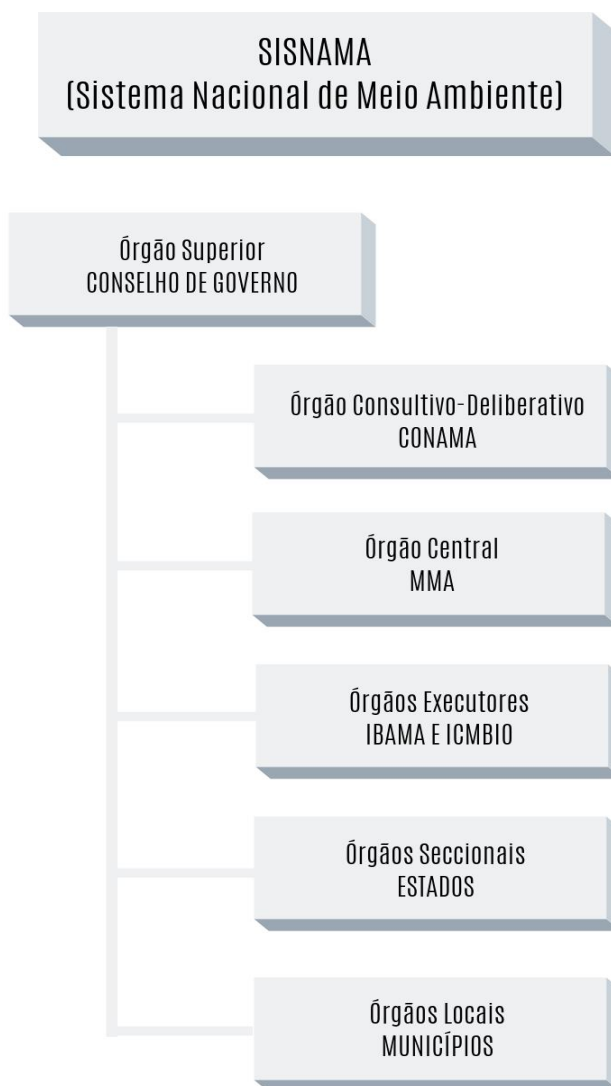 SISNAMA
(Sistema Nacional de Meio Ambiente)
Órgão Superior
CONSELHO DE GOVERNO
Órgão Consultivo-Deliberativo
CONAMA
Órgão Central
MMA
Órgãos Executores
IBAMA E ICMBIO
Órgãos Seccionais
ESTADOS
Órgãos Locais
MUNICÍPIOS